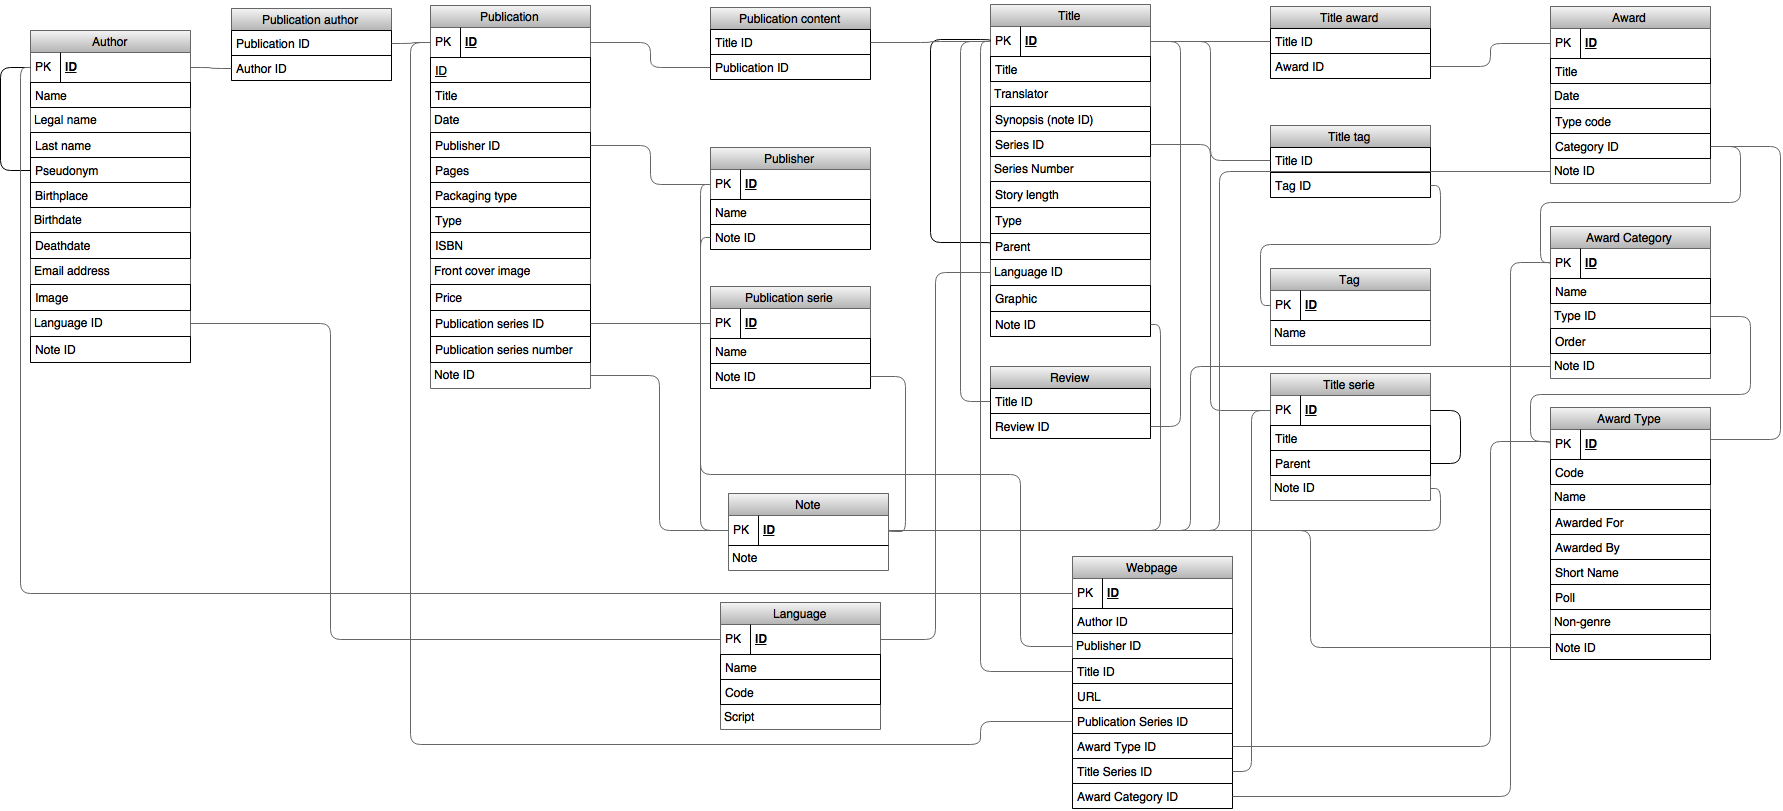 Author
PK ID
Name
Legal name
Last name
Pseudonym
Birthplace
Birthdate
Deathdate
Email address
Image
Language ID
Note ID
Publication author
Publication ID
Author ID
Publication
PK ID
ID
Title
Date
Publisher ID
Pages
Packaging type
Type
ISBN
Front cover image
Price
Publication series ID
Publication series number
Note ID
Publication content
Title ID
Publication ID
Publisher
PK ID
Name
Note ID
Publication serie
PK ID
Name
Note ID
Note
PK ID
Note
Language
PK ID
Name
Code
Script
Title
PK ID
Title
Translator
Synopsis (note ID)
Series ID
Series Number
Story length
Type
Parent
Language ID
Graphic
Note ID
Review
Title ID
Review ID
Webpage
PK ID
Author ID
Publisher ID
Title ID
URL
Publication Series ID
Award Type ID
Title Series ID
Award Category ID
Title award
Title ID
Award ID
Title tag
Title ID
Tag ID
Tag
PK ID
Name
Title serie
PK ID
Title
Parent
Note ID
Award
PK ID
Title
Date
Type code
Category ID
Note ID
Award Category
PK ID
Name
Type ID
Order
Note ID
Award Type
PK ID
Code
Name
Awarded For
Awarded By
Short Name
Poll
Non-genre
Note ID